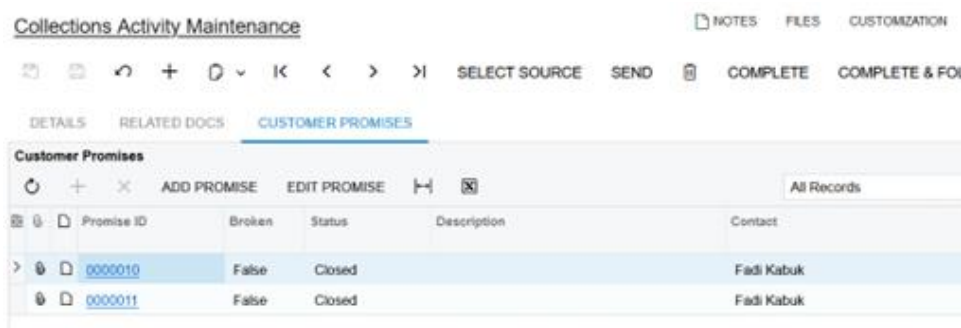 Collections Activity Maintenance
NOTES FILES CUSTOMIZATION
SELECT SOURCE SEND COMPLETE COMPLETE & FOL
DETAILS RELATED DOCS CUSTOMER PROMISES
Customer Promises
ADD PROMISE EDIT PROMISE All Records
Promise ID Broken Status Description Contact
0000010 False Closed Fadi Kabuk
0000011 False Closed Fadi Kabuk